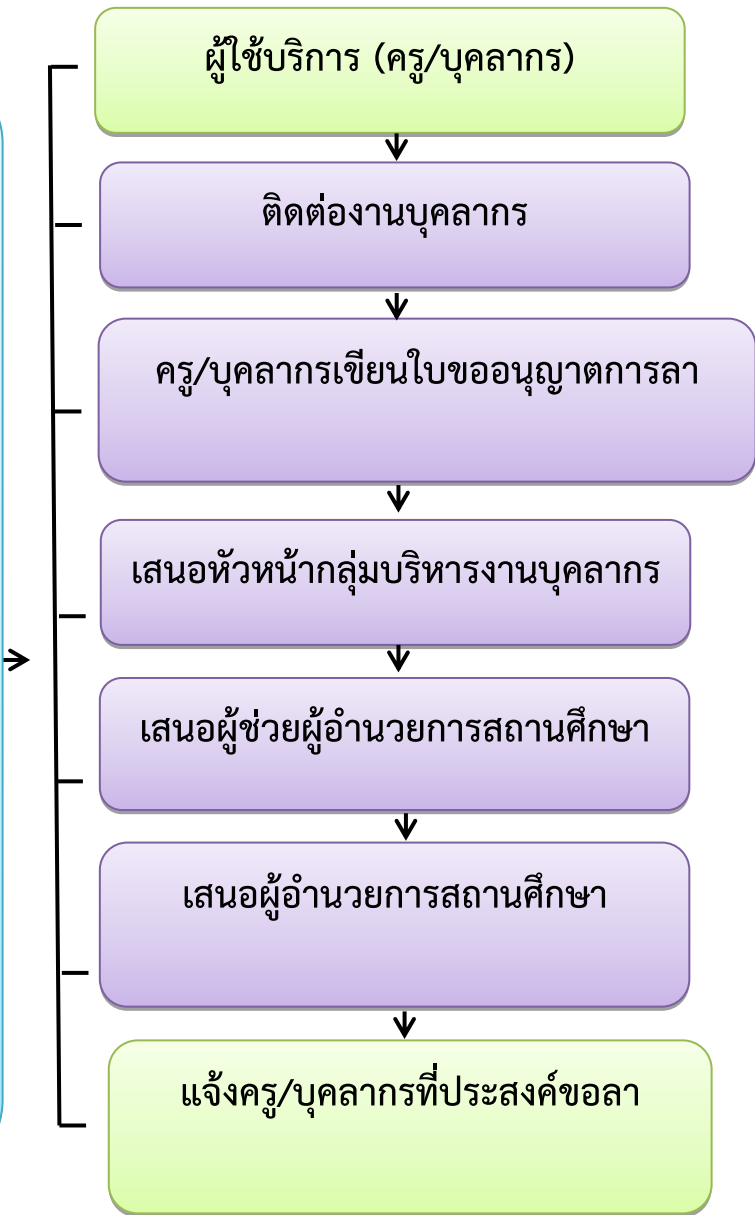 ผู้ใช้บริการ (ครู/บุคลากร)
ติดต่องานบุคลากร
ครู/บุคลากรเขียนใบขออนุญาตการลา
เสนอหัวหน้ากลุ่มบริหารงานบุคลากร
เสนอผู้ช่วยผู้อำนวยการสถานศึกษา
เสนอผู้อำนวยการสถานศึกษา
แจ้งครู/บุคลากรที่ประสงค์ขอลา